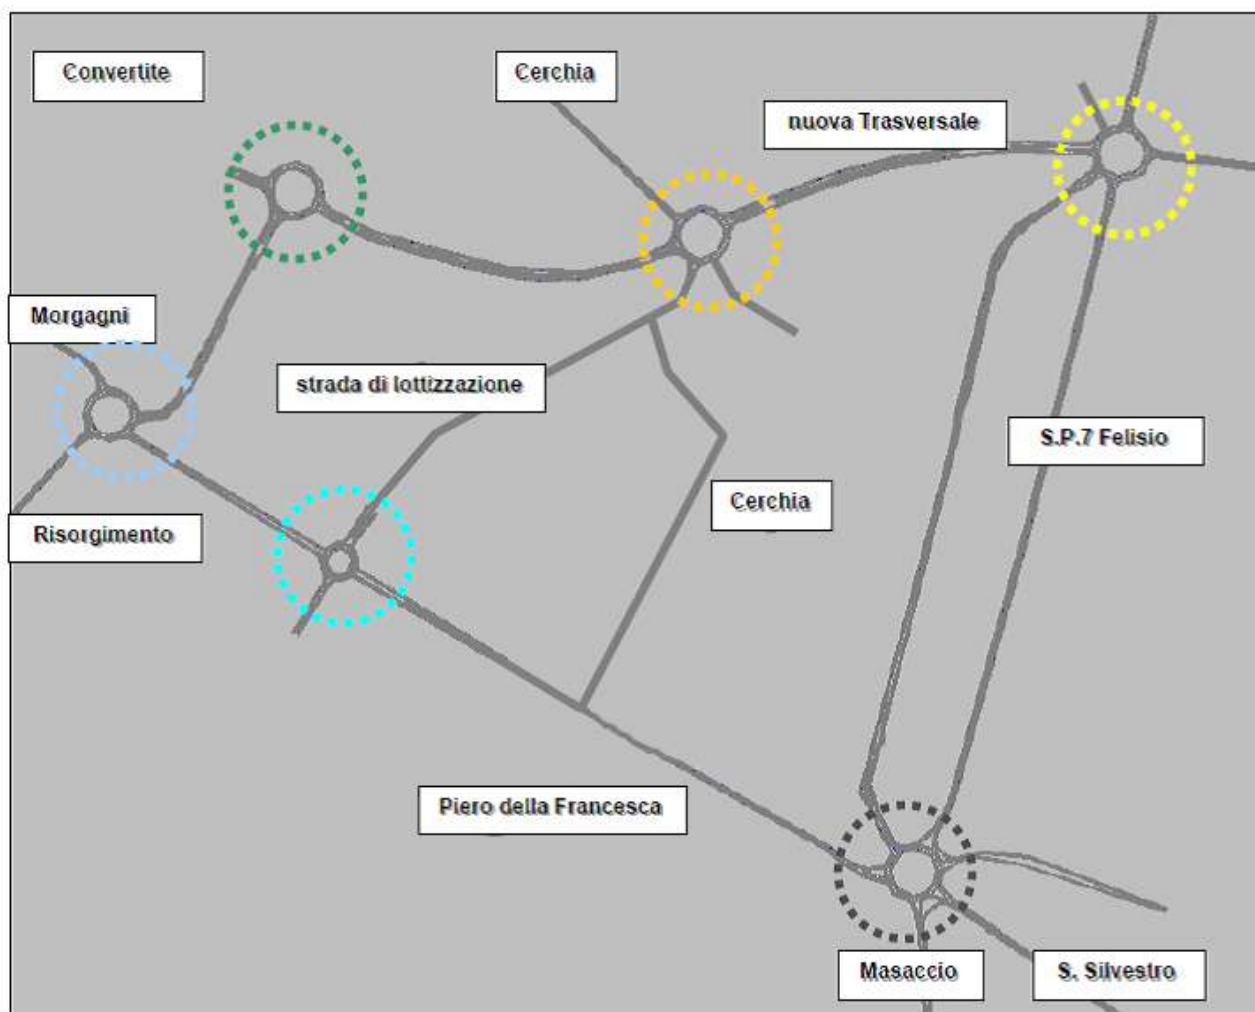 Convertite
Cerchia
nuova Trasversale
Morgagni
strada di lottizzazione
S.P.7 Felisio
Cerchia
Risorgimento
Piero della Francesca
Masaccio
S. Silvestro